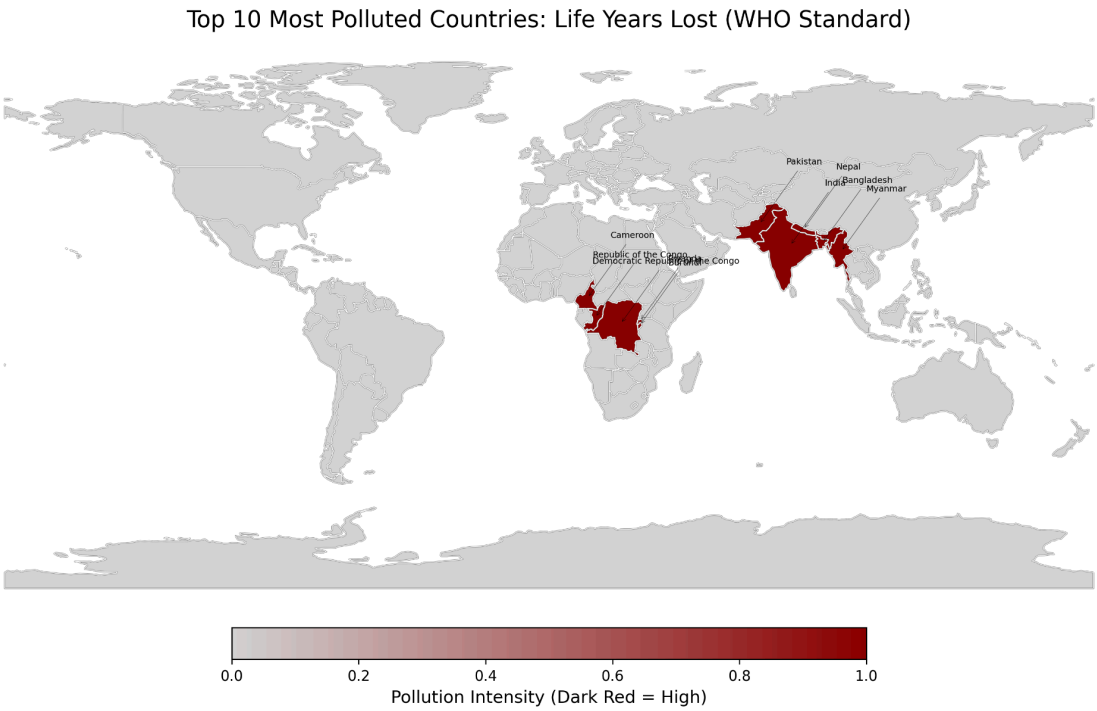 Top 10 Most Polluted Countries: Life Years Lost (WHO Standard)
Pakistan
Nepal
India
Bangladesh
Myanmar
Cameroon
Republic of the Congo
Democratic Republic of the Congo
Burundi
0.0 0.2 0.4 0.6 0.8 1.0
Pollution Intensity (Dark Red = High)